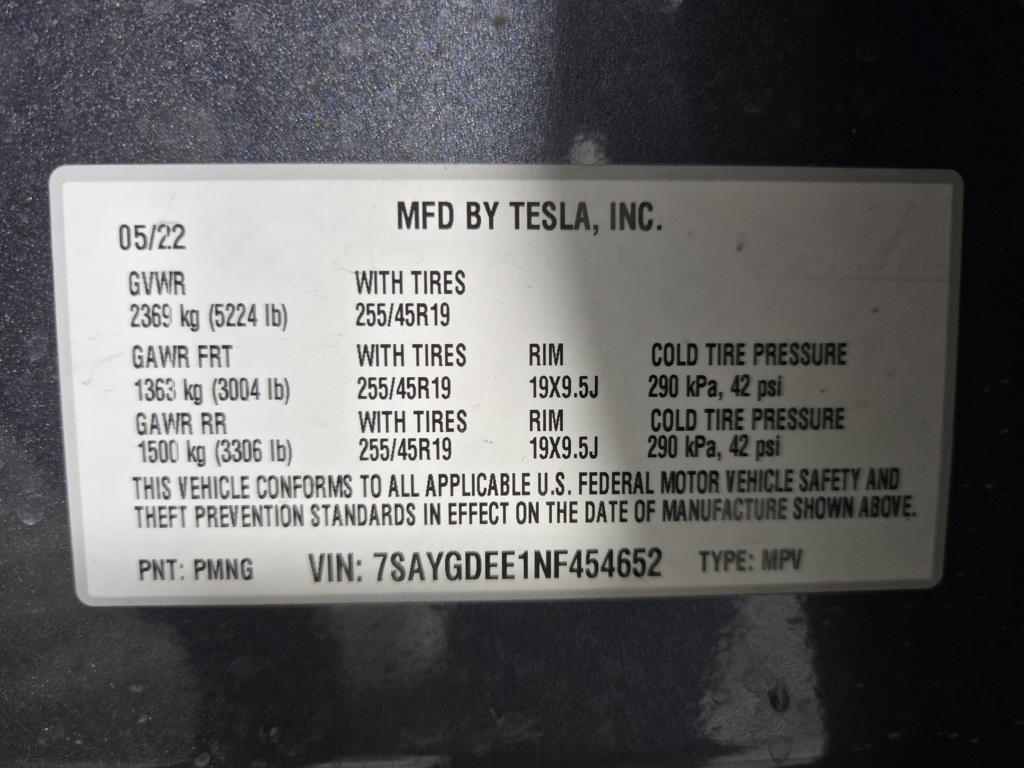 MFD BY TESLA, INC.
05/22
GVWR WITH TIRES
2369 kg (5224 lb) 255/45R19
GAWR FRT WITH TIRES RIM COLD TIRE PRESSURE
1363 kg (3004 lb) 255/45R19 19X9.5J 290 kPa, 42 psi
GAWR RR WITH TIRES RIM COLD TIRE PRESSURE
1500 kg (3306 lb) 255/45R19 19X9.5J 290 kPa, 42 psi
THIS VEHICLE CONFORMS TO ALL APPLICABLE U.S. FEDERAL MOTOR VEHICLE SAFETY AND
THEFT PREVENTION STANDARDS IN EFFECT ON THE DATE OF MANUFACTURE SHOWN ABOVE.
PNT: PMNG VIN: 7SAYGDEE1NF454652 TYPE: MPV